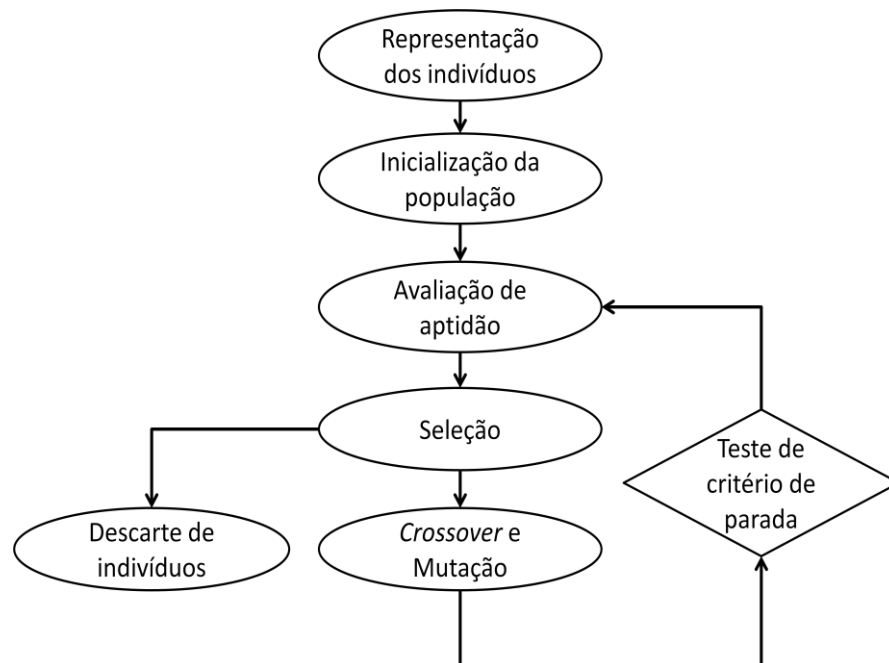 Representação
dos indivíduos
Inicialização da
população
Avaliação de
aptidão
Seleção
Teste de
critério de
parada
Descarte de
indivíduos
Crossover e
Mutação